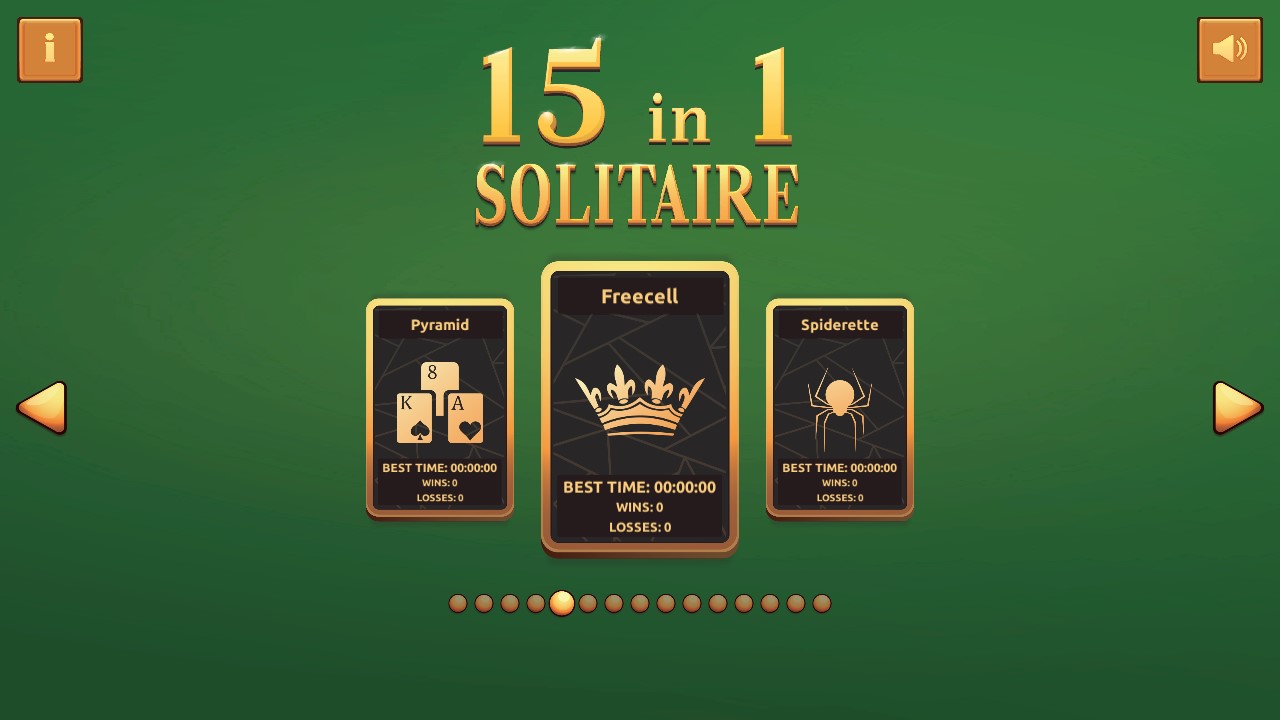 i
15 in 1
SOLITAIRE
Pyramid
8
K
A
BEST TIME: 00:00:00
WINS: 0
LOSSES: 0
Freecell
BEST TIME: 00:00:00
WINS: 0
LOSSES: 0
Spiderette
BEST TIME: 00:00:00
WINS: 0
LOSSES: 0